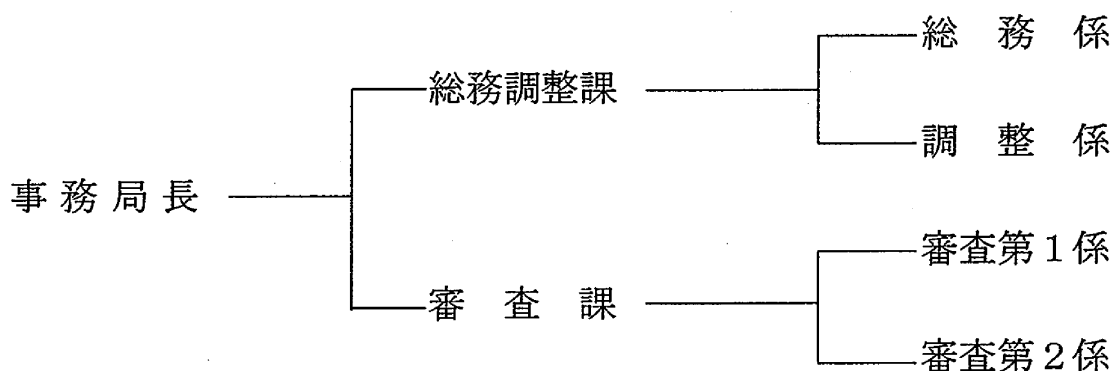 総務係
総務調整課
調整係
事務局長
審査第1係
審査課
審査第2係